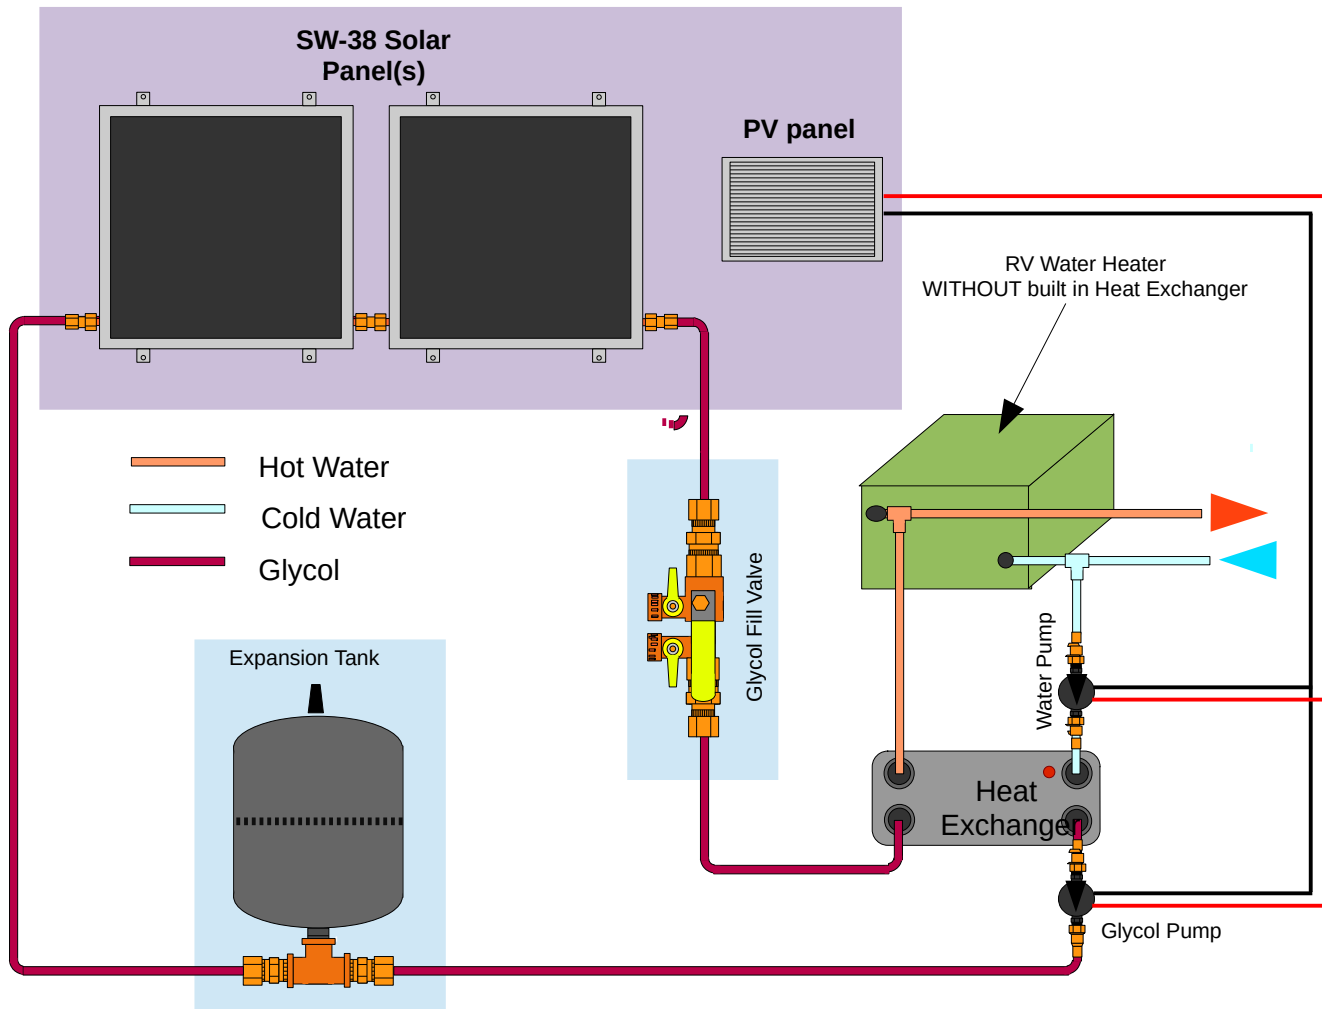 SW-38 Solar
Panel(s)
PV panel
RV Water Heater
WITHOUT built in Heat Exchanger
Hot Water
Cold Water
Glycol
Glycol Fill Valve
Expansion Tank
Water Pump
Heat
Exchanger
Glycol Pump